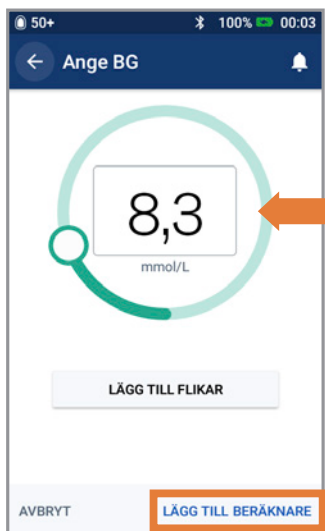 50+ 100% 00:03
Ange BG
8,3
mmol/L
LÄGG TILL FLIKAR
AVBRYT LÄGG TILL BERÄKNARE